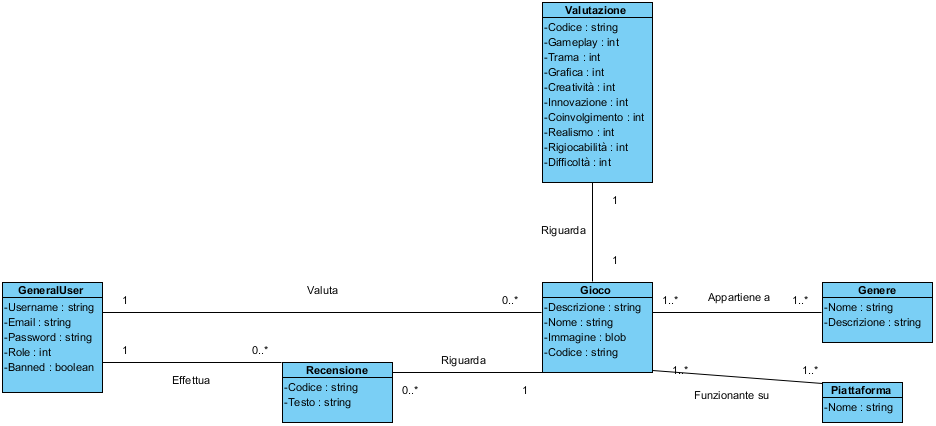 Valutazione
-Codice : string
-Gameplay : int
-Trama : int
-Grafica : int
-Creatività : int
-Innovazione : int
-Coinvolgimento : int
-Realismo : int
-Rigiocabilità : int
-Difficoltà : int
1
Riguarda
1
GeneralUser
-Username : string
-Email : string
-Password : string
-Role : int
-Banned : boolean
1
Valuta
0..*
Gioco
-Descrizione : string
-Nome : string
-Immagine : blob
-Codice : string
1..*
Appartiene a
1..*
Genere
-Nome : string
-Descrizione : string
1
Effettua
0..*
Recensione
-Codice : string
-Testo : string
Riguarda
0..*
1
1..*
Funzionante su
1..*
Piattaforma
-Nome : string